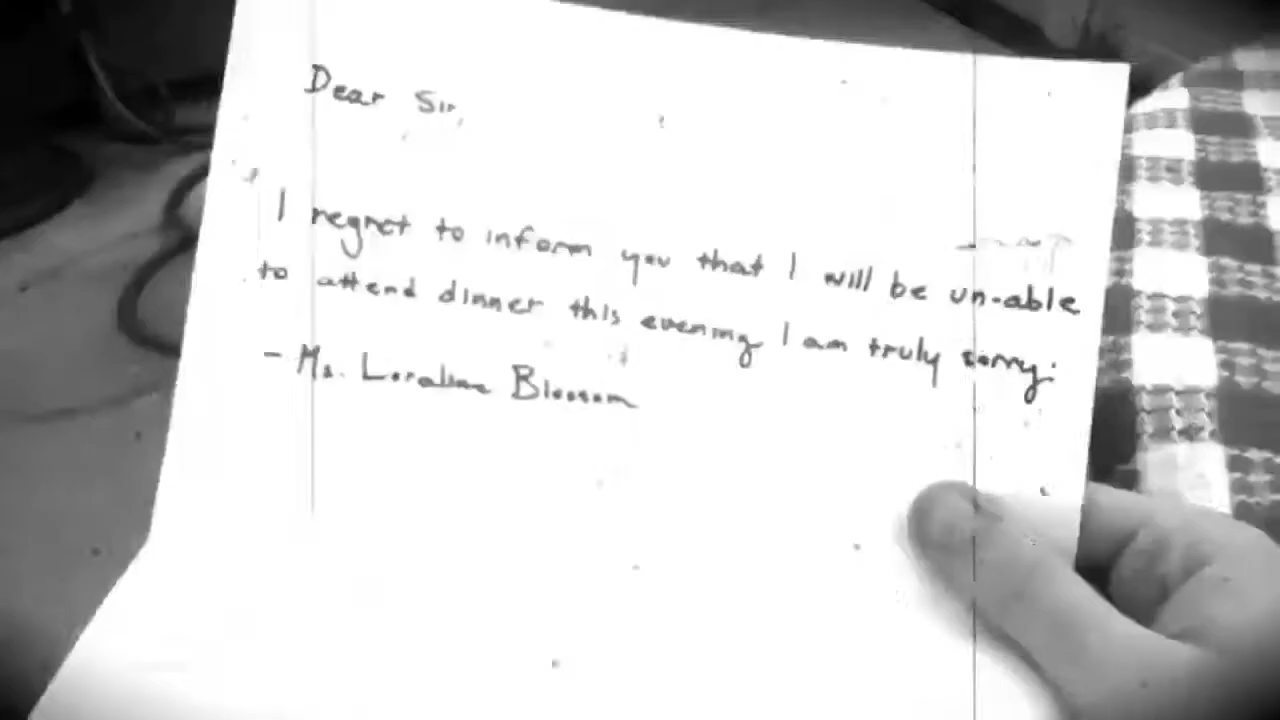 Dear Sir,
I regret to inform you that I will be un-able
to attend dinner this evening I am truly sorry.
- Ms. Loraline Blossom